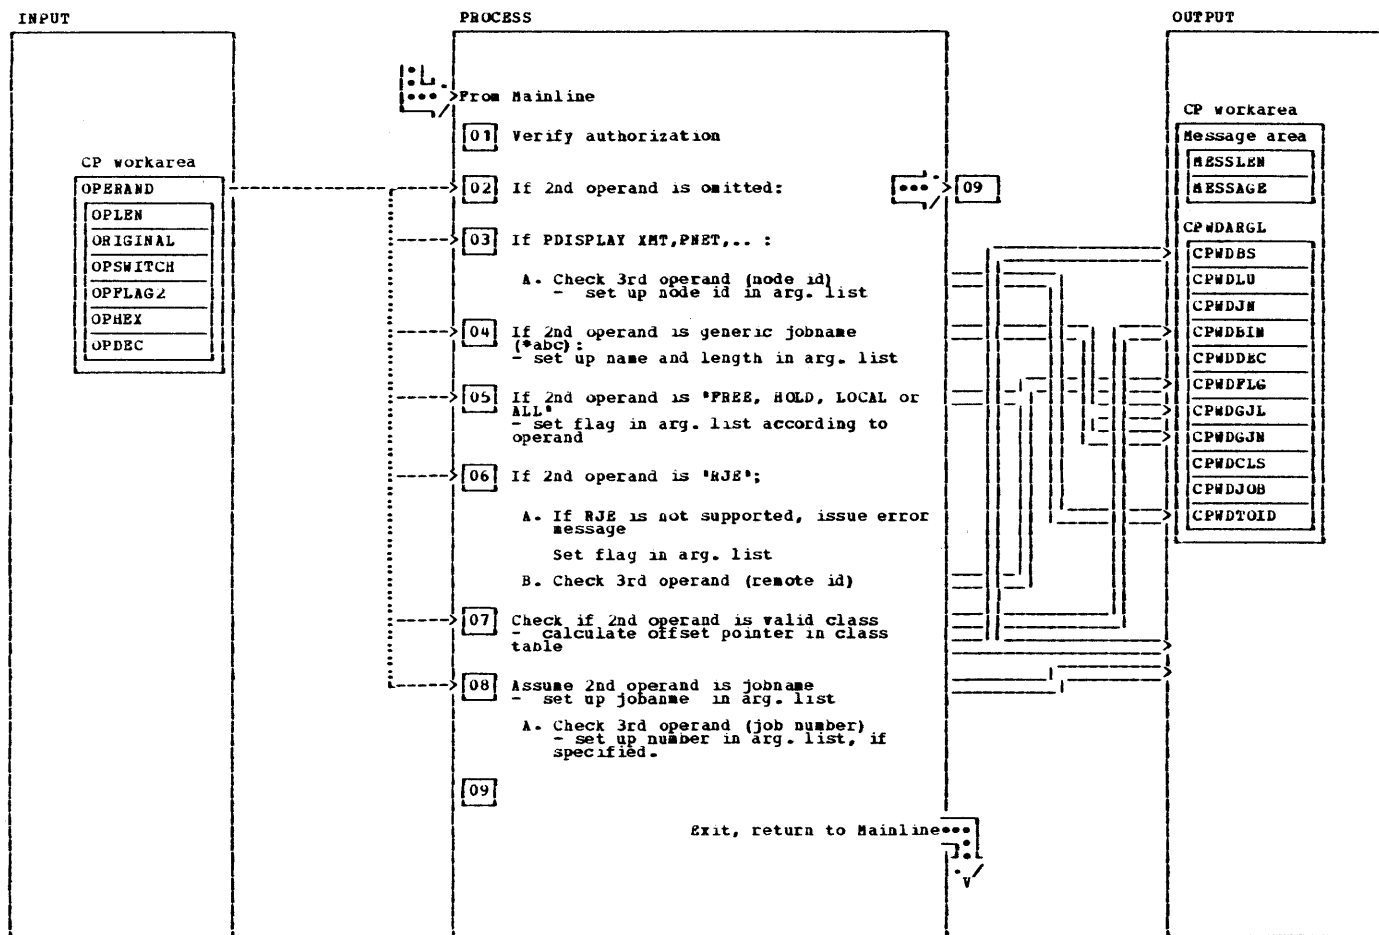 INPUT
PROCESS
OUTPUT
From Mainline
01 Verify authorization
CP workarea
OPERAND
OPLEN
ORIGINAL
OPSWITCH
OPFLAG2
OPHEX
OPDEC
02 If 2nd operand is omitted:
09
03 If PDISPLAY XMT,PNET,.. :
A. Check 3rd operand (node id)
- set up node id in arg. list
04 If 2nd operand is generic jobname
(*abc):
- set up name and length in arg. list
05 If 2nd operand is 'FREE, HOLD, LOCAL or
ALL'
- set flag in arg. list according to
operand
06 If 2nd operand is 'RJE';
A. If RJE is not supported, issue error
message
Set flag in arg. list
B. Check 3rd operand (remote id)
07 Check if 2nd operand is valid class
- calculate offset pointer in class
table
08 Assume 2nd operand is jobname
- set up jobanme in arg. list
A. Check 3rd operand (job number)
- set up number in arg. list, if
specified.
09
Exit, return to Mainline
CP workarea
Message area
MESSLEN
MESSAGE
CPWDARGL
CPWDBS
CPWDLU
CPWDJN
CPWDBIN
CPWDDEC
CPWDFLG
CPWDGJL
CPWDGJN
CPWDCLS
CPWDJOB
CPWDTOID